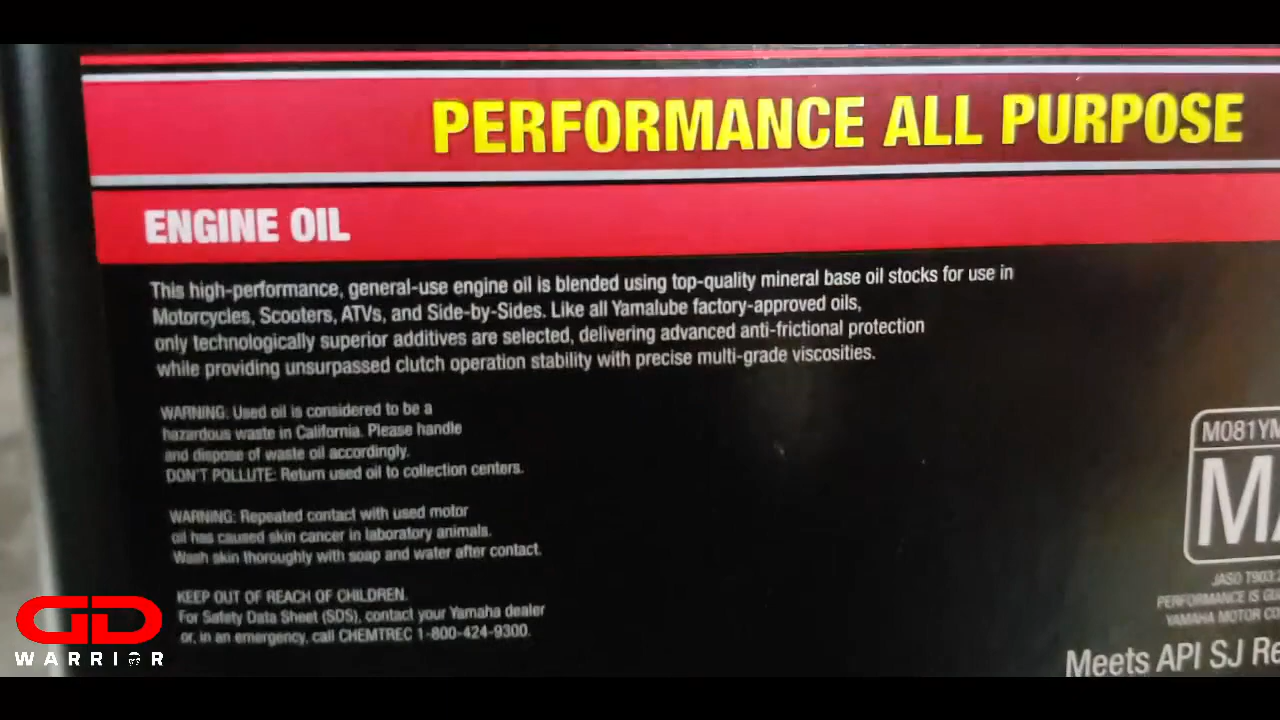 PERFORMANCE ALL PURPOSE
ENGINE OIL
This high-performance, general-use engine oil is blended using top-quality mineral base oil stocks for use in
Motorcycles, Scooters, ATVs, and Side-by-Sides. Like all Yamalube factory-approved oils,
only technologically superior additives are selected, delivering advanced anti-frictional protection
while providing unsurpassed clutch operation stability with precise multi-grade viscosities.
WARNING: Used oil is considered to be a
hazardous waste in California. Please handle
and dispose of waste oil accordingly.
DON'T POLLUTE: Return used oil to collection centers.
WARNING: Repeated contact with used motor
oil has caused skin cancer in laboratory animals.
Wash skin thoroughly with soap and water after contact.
KEEP OUT OF REACH OF CHILDREN.
For Safety Data Sheet (SDS), contact your Yamaha dealer
or, in an emergency, call CHEMTREC 1-800-424-9300.
M081YM
MA
JASO T903:
PERFORMANCE IS GU
YAMAHA MOTOR CO
Meets API SJ Re
GD
WARRIOR